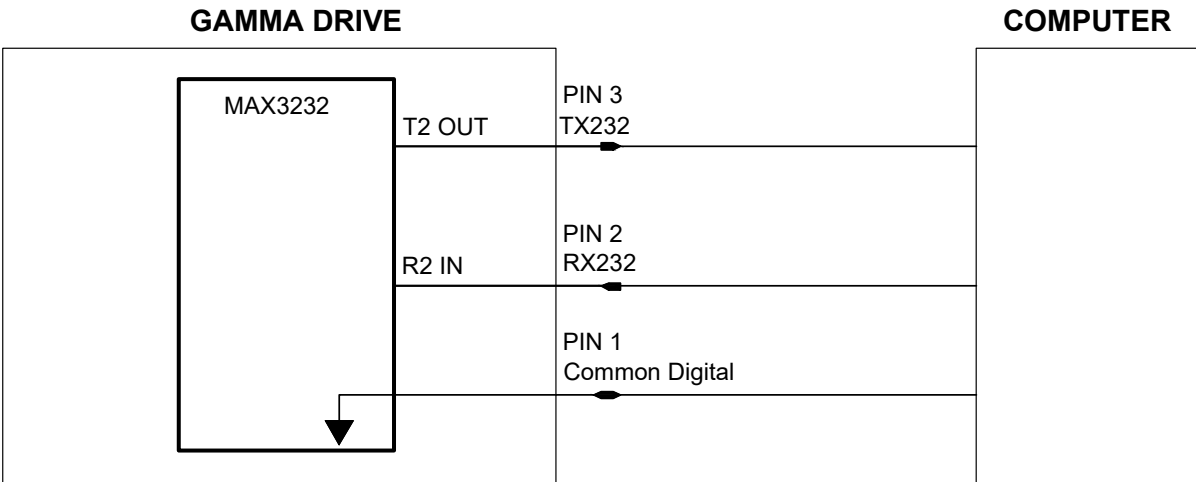 GAMMA DRIVE
COMPUTER
MAX3232
PIN 3
T2 OUT
TX232
PIN 2
R2 IN
RX232
PIN 1
Common Digital